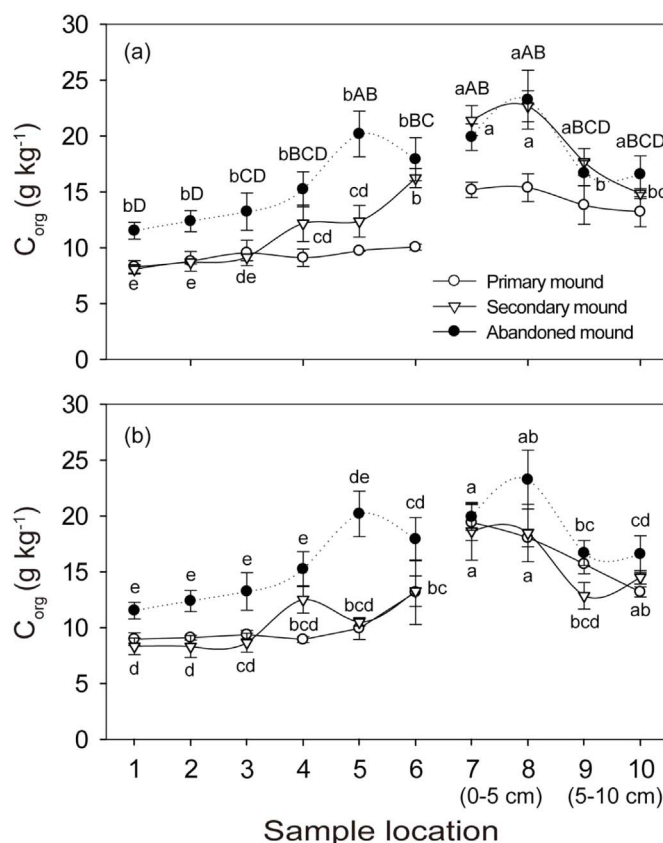 30
(a)
aAB
aAB
25
bAB
bBC
aBCD
aBCD
20
bBCD
a
a
bD
bD
bCD
b
15
cd
b
bc
cd
10
e
e
de
5
0
C org (g kg⁻¹)
Primary mound
Secondary mound
Abandoned mound
30
(b)
ab
25
de
a
cd
bc
cd
20
e
e
e
e
15
a
a
bc
10
bcd
bcd
bcd
ab
d
d
cd
5
0
C org (g kg⁻¹)
1 2 3 4 5 6 7 8 9 10
(0-5 cm) (5-10 cm)
Sample location